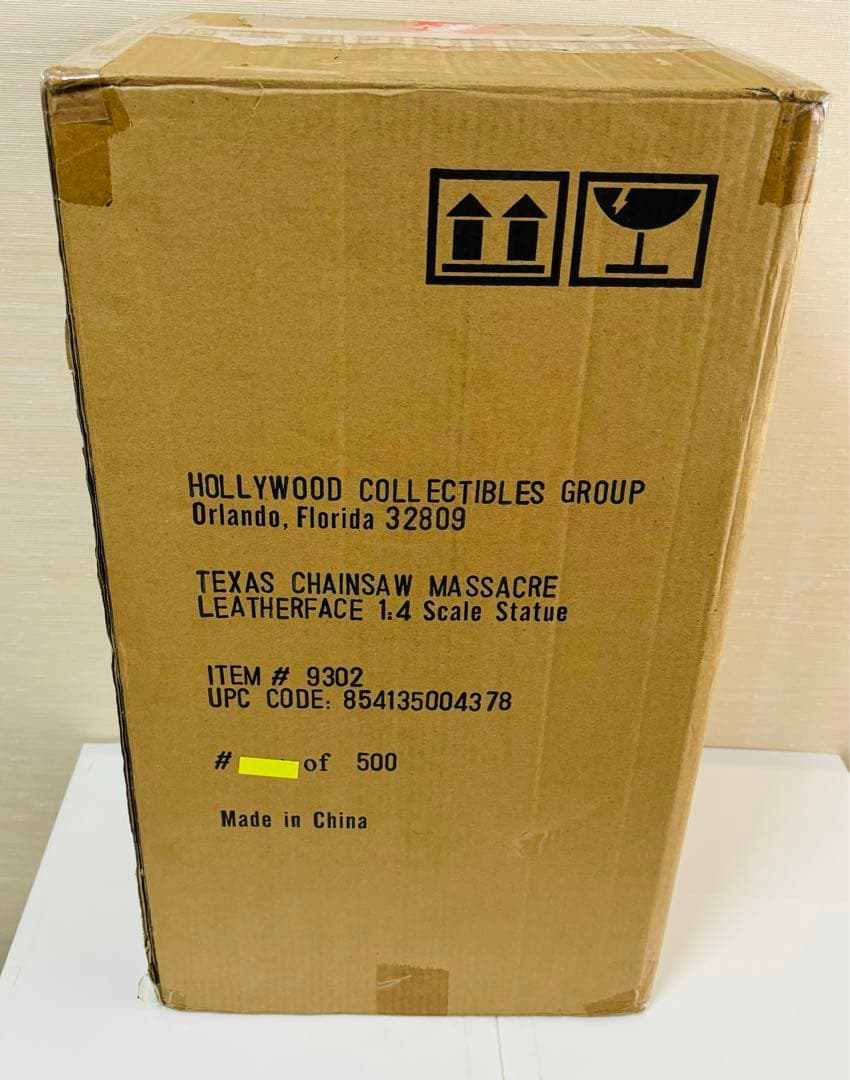 HOLLYWOOD COLLECTIBLES GROUP
Orlando, Florida 32809
TEXAS CHAINSAW MASSACRE
LEATHERFACE 1:4 Scale Statue
ITEM # 9302
UPC CODE: 854135004378
# of 500
Made in China